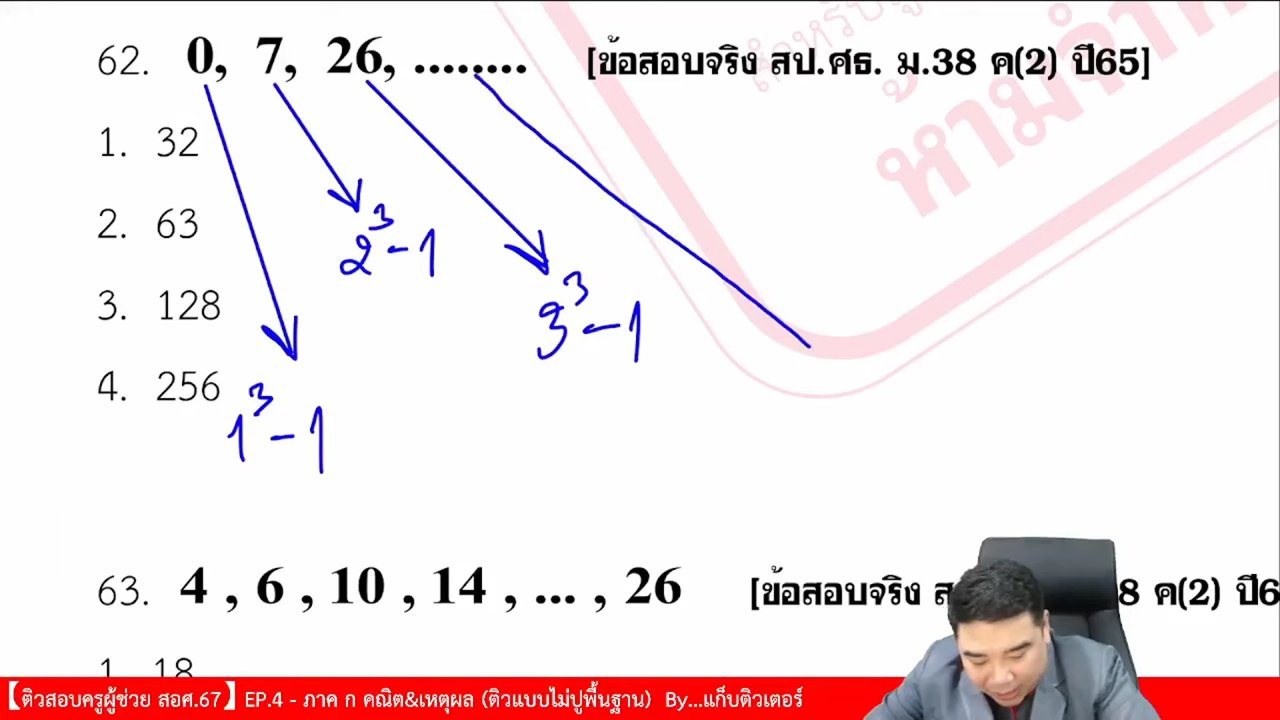 62. 0, 7, 26, ........ [ข้อสอบจริง สป.ศธ. ม.38 ค(2) ปี65]
1. 32
2. 63
3. 128
4. 256
2³-1
3³-1
1³-1
63. 4 , 6 , 10 , 14 , ... , 26 [ข้อสอบจริง ส 8 ค(2) ปี6
1. 18
【ติวสอบครูผู้ช่วย สอศ.67】 EP.4 - ภาค ก คณิต&เหตุผล (ติวแบบไม่ปูพื้นฐาน) By...แก็บติวเตอร์